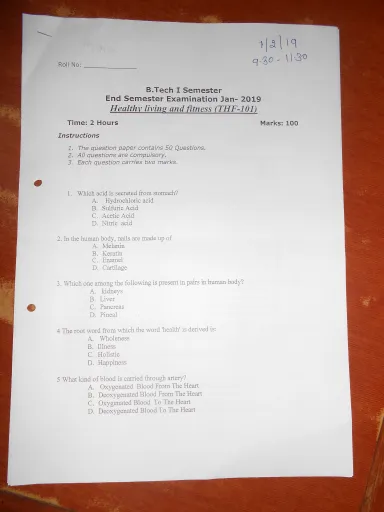 7/2/19
9:30 - 11:30
Roll No:
B.Tech I Semester
End Semester Examination Jan- 2019
Healthy living and fitness (THF-101)
Time: 2 Hours Marks: 100
Instructions
1. The question paper contains 50 Questions.
2. All questions are compulsory.
3. Each question carries two marks.
1. Which acid is secreted from stomach?
A. Hydrochloric acid
B. Sulfuric Acid
C. Acetic Acid
D. Nitric acid
2. In the human body, nails are made up of
A. Melanin
B. Keratin
C. Enamel
D. Cartilage
3. Which one among the following is present in pairs in human body?
A. kidneys
B. Liver
C. Pancreas
D. Pineal
4 The root word from which the word 'health' is derived is:
A. Wholeness
B. Illness
C. Holistic
D. Happiness
5 What kind of blood is carried through artery?
A. Oxygenated Blood From The Heart
B. Deoxygenated Blood From The Heart
C. Oxygenated Blood To The Heart
D. Deoxygenated Blood To The Heart